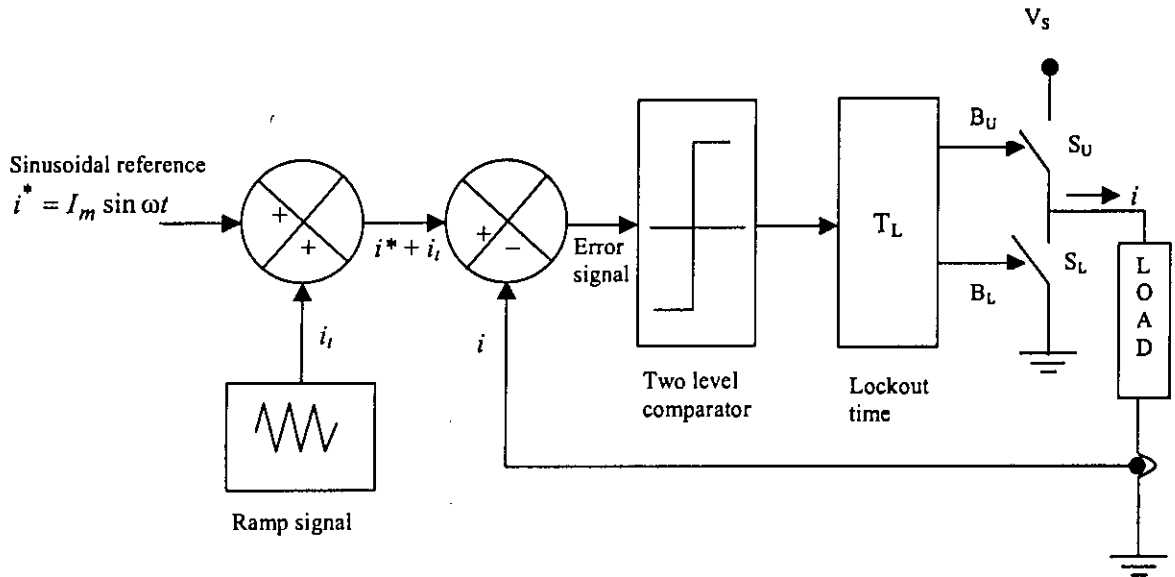 V_S
Sinusoidal reference
i^* = I_m sin ωt
+
+
i* + i_t
+
−
Error
signal
T_L
B_U
S_U
i
B_L
S_L
LOAD
i_t
i
Two level
comparator
Lockout
time
Ramp signal